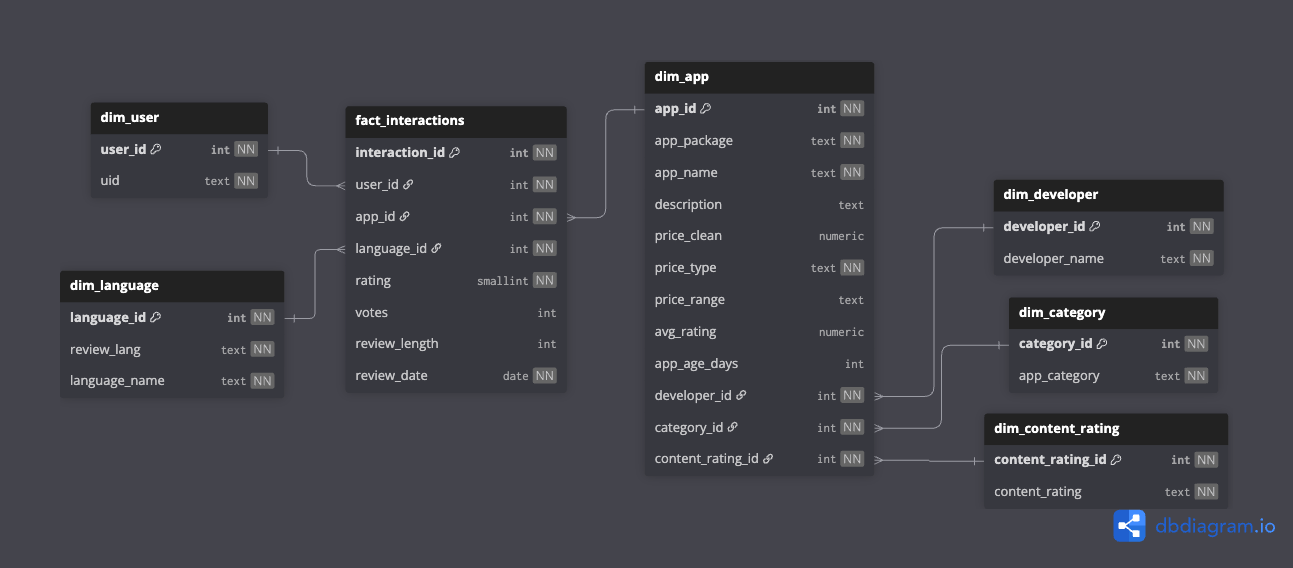 dim_user
user_id int NN
uid text NN
dim_language
language_id int NN
review_lang text NN
language_name text NN
fact_interactions
interaction_id int NN
user_id int NN
app_id int NN
language_id int NN
rating smallint NN
votes int
review_length int
review_date date NN
dim_app
app_id int NN
app_package text NN
app_name text NN
description text
price_clean numeric
price_type text NN
price_range text
avg_rating numeric
app_age_days int
developer_id int NN
category_id int NN
content_rating_id int NN
dim_developer
developer_id int NN
developer_name text NN
dim_category
category_id int NN
app_category text NN
dim_content_rating
content_rating_id int NN
content_rating text NN
dbdiagram.io